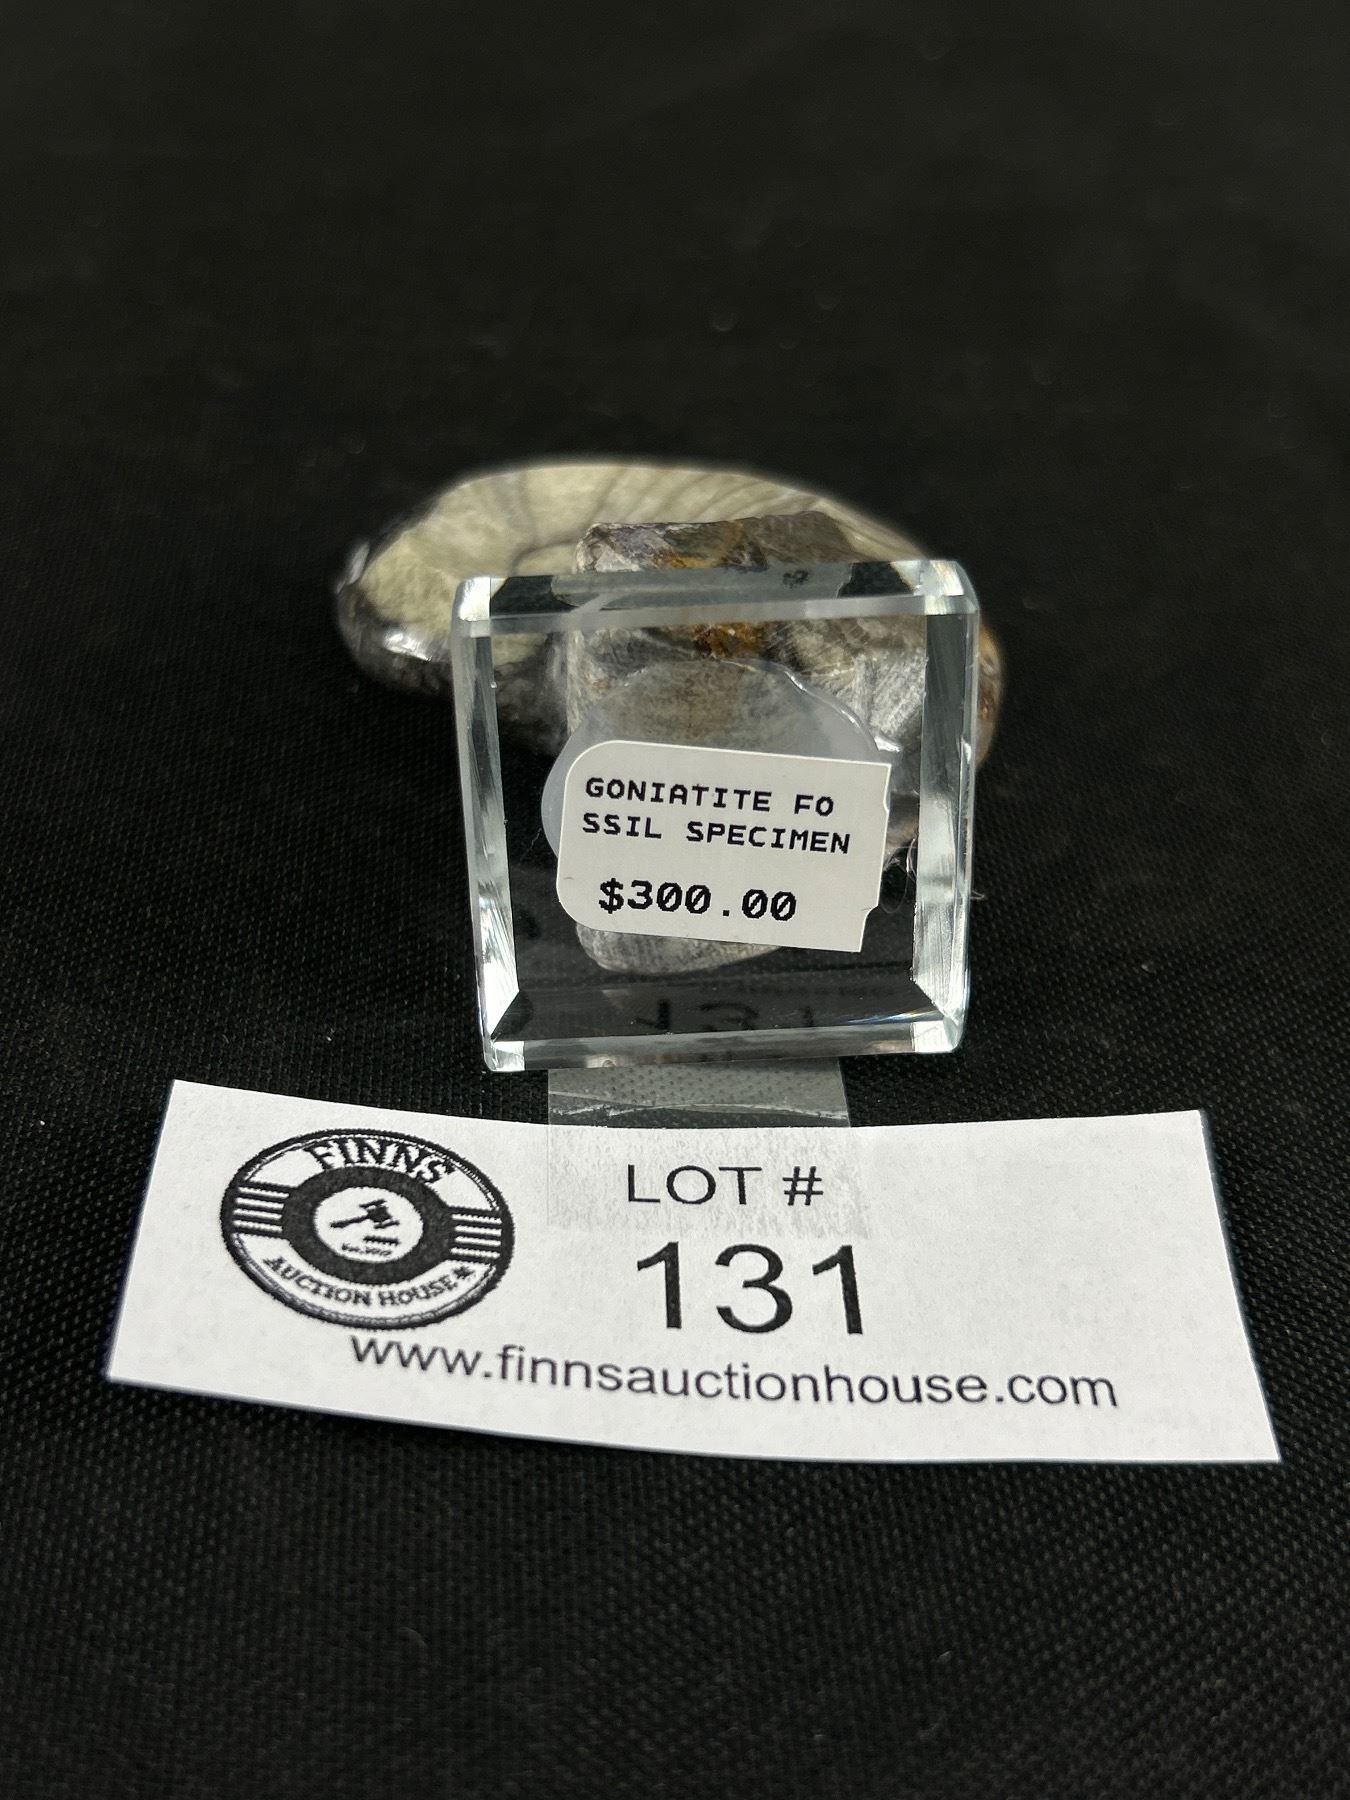 GONIATITE FO
SSIL SPECIMEN
$300.00
FINNS
AUCTION HOUSE
LOT #
131
www.finnsauctionhouse.com